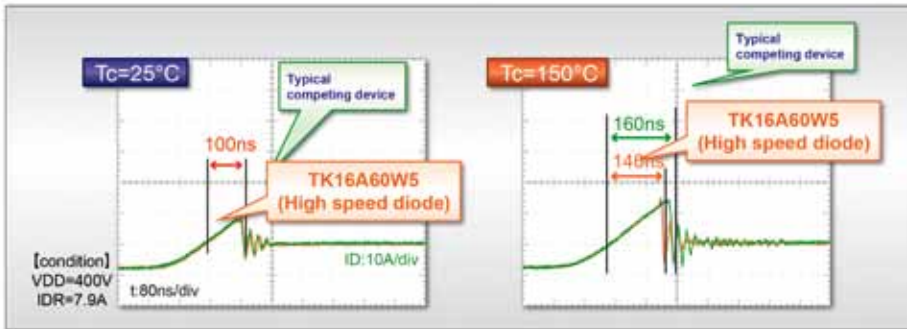 Tc=25°C
Typical
competing device
100ns
TK16A60W5
(High speed diode)
ID:10A/div
【condition】
VDD=400V
IDR=7.9A
t:80ns/div
Tc=150°C
Typical
competing device
160ns
140ns
TK16A60W5
(High speed diode)